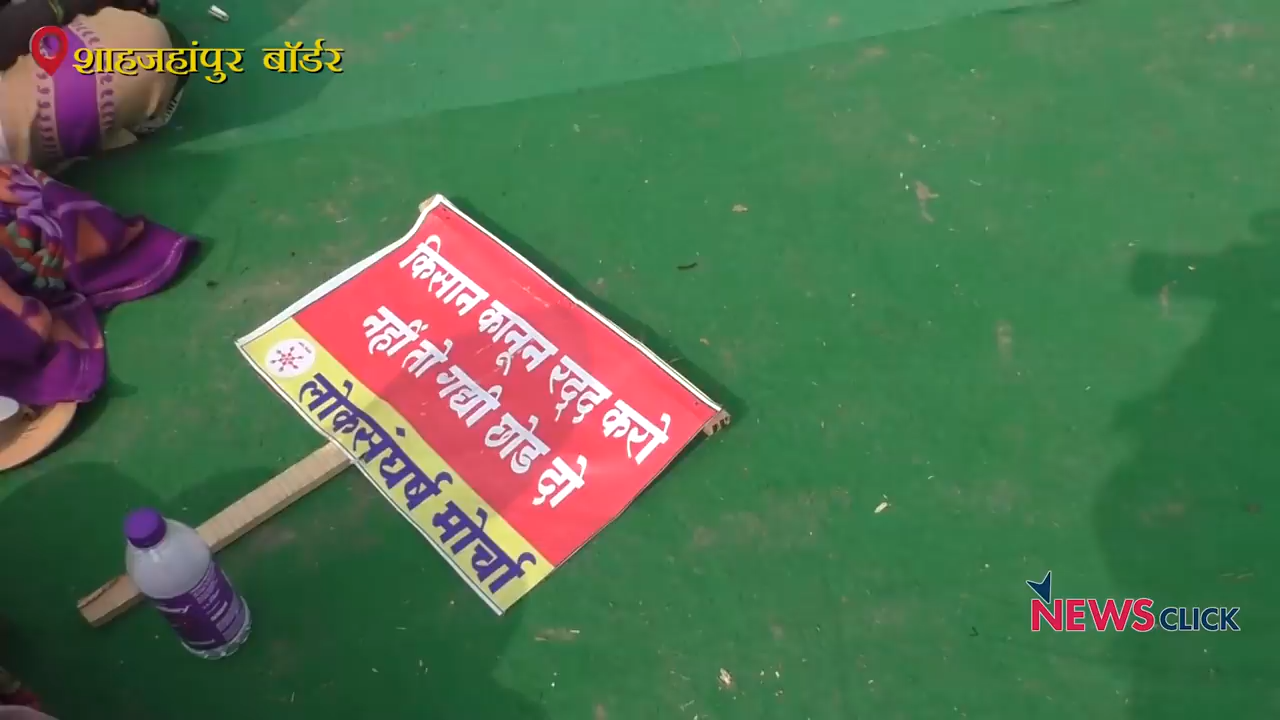 शाहजहांपुर बॉर्डर
किसान कानून रद्द करो
नहीं तो गद्दी छोड दो
लोकसंघर्ष मोर्चा
NEWSCLICK